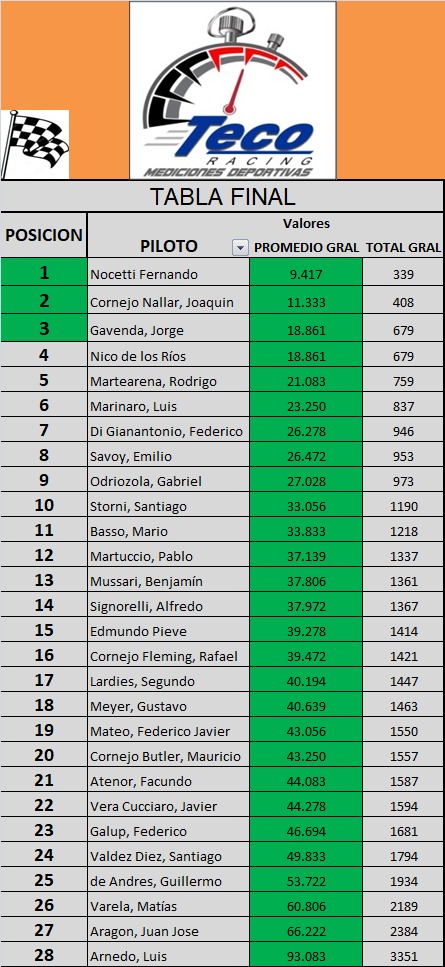 Teco
RACING
MEDICIONES DEPORTIVAS
TABLA FINAL
Valores
POSICION PILOTO PROMEDIO GRAL TOTAL GRAL
1 Nocetti Fernando 9.417 339
2 Cornejo Nallar, Joaquin 11.333 408
3 Gavenda, Jorge 18.861 679
4 Nico de los Ríos 18.861 679
5 Martearena, Rodrigo 21.083 759
6 Marinaro, Luis 23.250 837
7 Di Gianantonio, Federico 26.278 946
8 Savoy, Emilio 26.472 953
9 Odriozola, Gabriel 27.028 973
10 Storni, Santiago 33.056 1190
11 Basso, Mario 33.833 1218
12 Martuccio, Pablo 37.139 1337
13 Mussari, Benjamín 37.806 1361
14 Signorelli, Alfredo 37.972 1367
15 Edmundo Pieve 39.278 1414
16 Cornejo Fleming, Rafael 39.472 1421
17 Lardies, Segundo 40.194 1447
18 Meyer, Gustavo 40.639 1463
19 Mateo, Federico Javier 43.056 1550
20 Cornejo Butler, Mauricio 43.250 1557
21 Atenor, Facundo 44.083 1587
22 Vera Cucciaro, Javier 44.278 1594
23 Galup, Federico 46.694 1681
24 Valdez Diez, Santiago 49.833 1794
25 de Andres, Guillermo 53.722 1934
26 Varela, Matías 60.806 2189
27 Aragon, Juan Jose 66.222 2384
28 Arnedo, Luis 93.083 3351